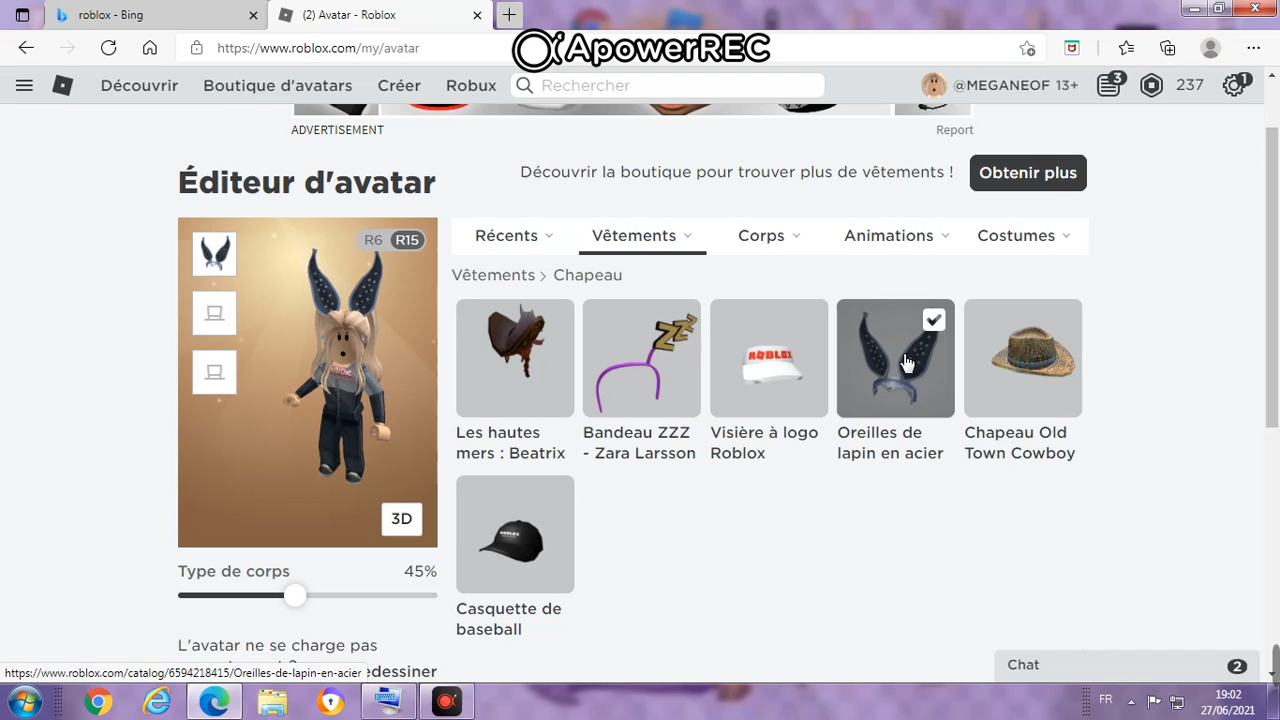 roblox - Bing
(2) Avatar - Roblox
https://www.roblox.com/my/avatar
ApowerREC
Découvrir
Boutique d'avatars
Créer
Robux
Rechercher
@MEGANEOF 13+
3
237
1
ADVERTISEMENT
Report
Éditeur d'avatar
Découvrir la boutique pour trouver plus de vêtements !
Obtenir plus
R6 R15
3D
Récents
Vêtements
Corps
Animations
Costumes
Vêtements > Chapeau
ROBLOX
Les hautes
mers : Beatrix
Bandeau ZZZ
- Zara Larsson
Visière à logo
Roblox
Oreilles de
lapin en acier
Chapeau Old
Town Cowboy
ROBLOX
Casquette de
baseball
Type de corps
45%
L'avatar ne se charge pas
edessiner
https://www.roblox.com/catalog/6594218415/Oreilles-de-lapin-en-acier
Chat
2
FR
19:02
27/06/2021